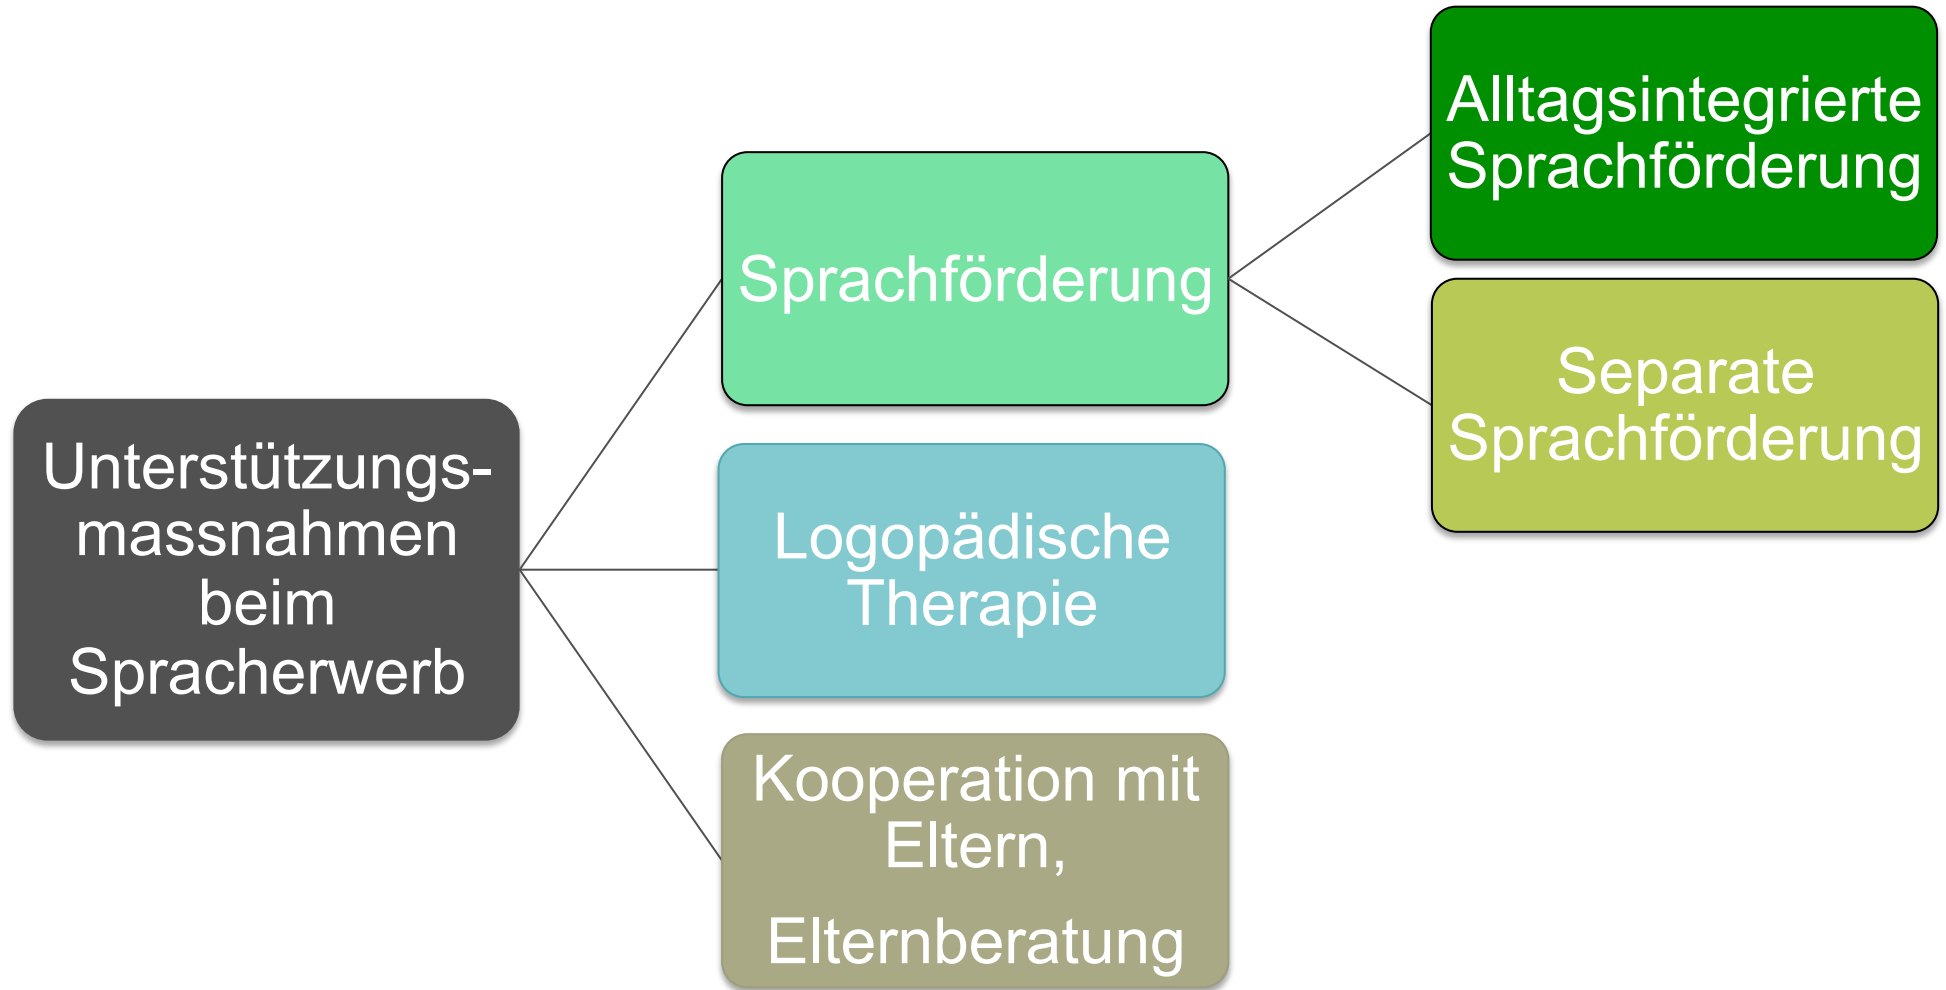 Unterstützungs-
massnahmen
beim
Spracherwerb
Sprachförderung
Logopädische
Therapie
Kooperation mit
Eltern,
Elternberatung
Alltagsintegrierte
Sprachförderung
Separate
Sprachförderung